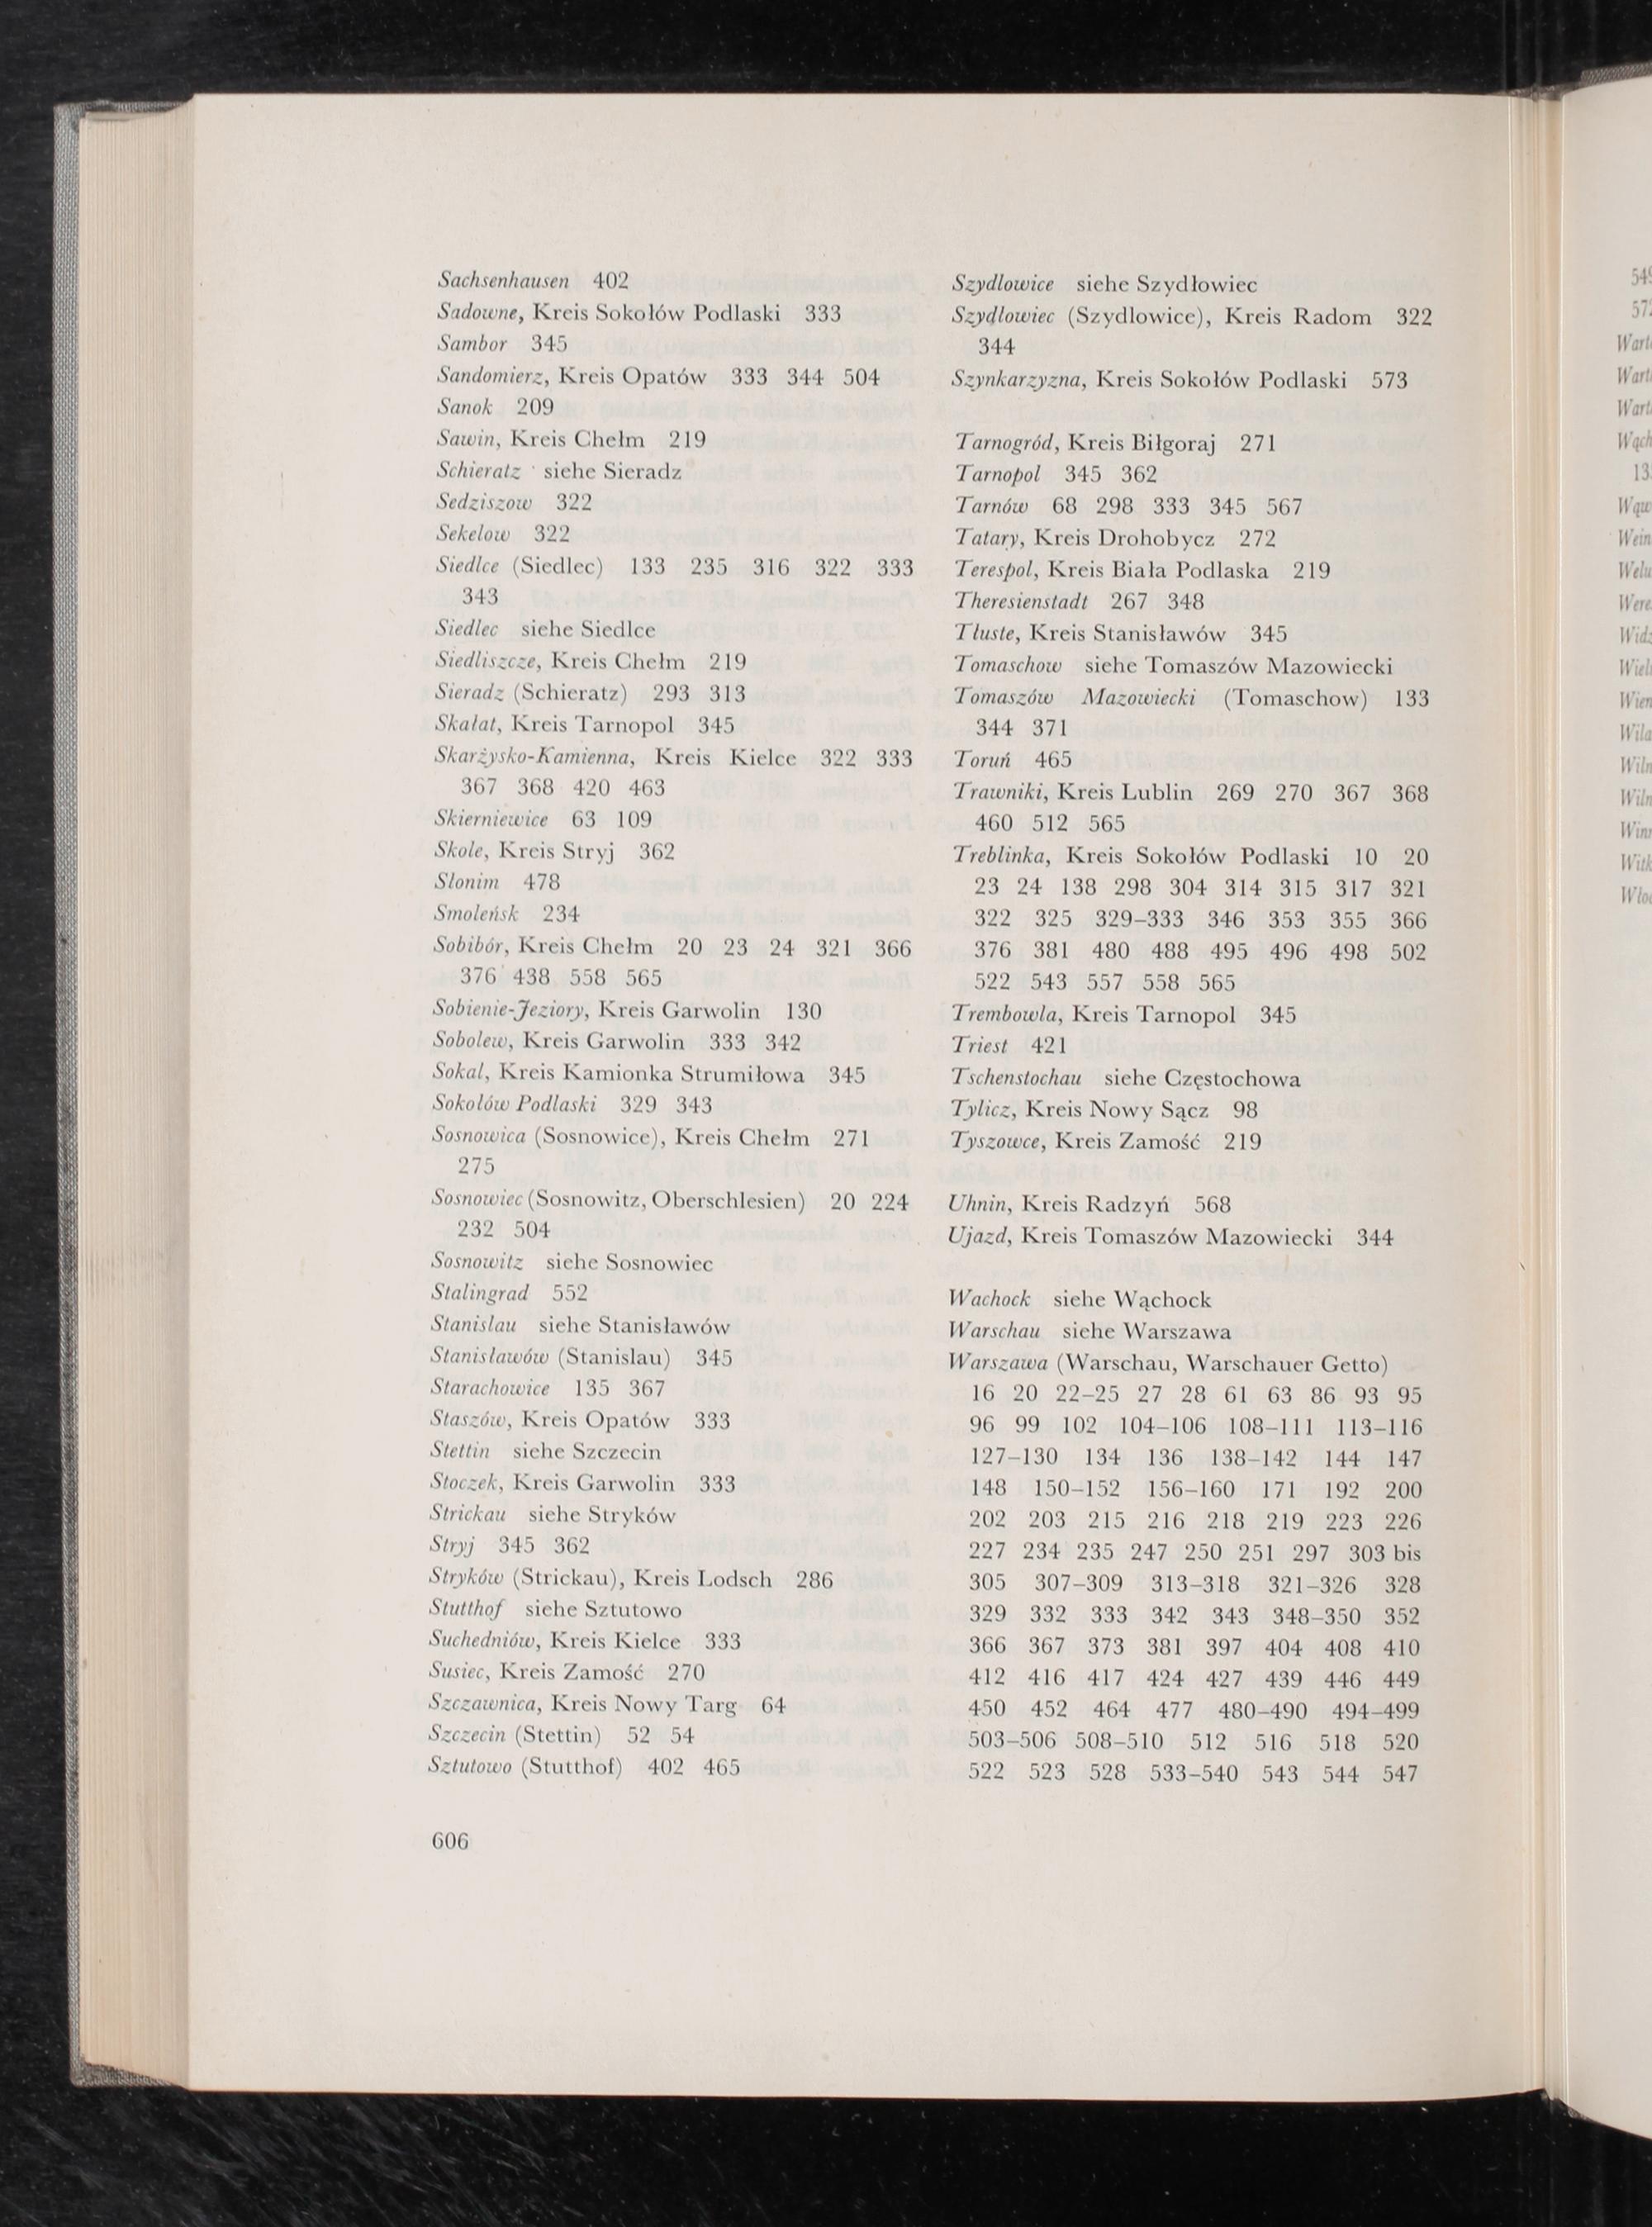 Sachsenhausen 402
Sadowne, Kreis Sokołów Podlaski 333
Sambor 345
Sandomierz, Kreis Opatów 333 344 504
Sanok 209
Sawin, Kreis Chełm 219
Schieratz siehe Sieradz
Sedziszow 322
Sekelow 322
Siedlce (Siedlec) 133 235 316 322 333
343
Siedlec siehe Siedlce
Siedliszcze, Kreis Chełm 219
Sieradz (Schieratz) 293 313
Skałat, Kreis Tarnopol 345
Skarżysko-Kamienna, Kreis Kielce 322 333
367 368 420 463
Skierniewice 63 109
Skole, Kreis Stryj 362
Slonim 478
Smoleńsk 234
Sobibór, Kreis Chełm 20 23 24 321 366
376 438 558 565
Sobienie-Jeziory, Kreis Garwolin 130
Sobolew, Kreis Garwolin 333 342
Sokal, Kreis Kamionka Strumiłowa 345
Sokołów Podlaski 329 343
Sosnowica (Sosnowice), Kreis Chełm 271
275
Sosnowiec (Sosnowitz, Oberschlesien) 20 224
232 504
Sosnowitz siehe Sosnowiec
Stalingrad 552
Stanislau siehe Stanisławów
Stanisławów (Stanislau) 345
Starachowice 135 367
Staszów, Kreis Opatów 333
Stettin siehe Szczecin
Stoczek, Kreis Garwolin 333
Strickau siehe Stryków
Stryj 345 362
Stryków (Strickau), Kreis Lodsch 286
Stutthof siehe Sztutowo
Suchedniów, Kreis Kielce 333
Susiec, Kreis Zamość 270
Szczawnica, Kreis Nowy Targ 64
Szczecin (Stettin) 52 54
Sztutowo (Stutthof) 402 465
606
Szydlowice siehe Szydłowiec
Szydłowiec (Szydlowice), Kreis Radom 322
344
Szynkarzyzna, Kreis Sokołów Podlaski 573
Tarnogród, Kreis Biłgoraj 271
Tarnopol 345 362
Tarnów 68 298 333 345 567
Tatary, Kreis Drohobycz 272
Terespol, Kreis Biała Podlaska 219
Theresienstadt 267 348
Tłuste, Kreis Stanisławów 345
Tomaschow siehe Tomaszów Mazowiecki
Tomaszów Mazowiecki (Tomaschow) 133
344 371
Toruń 465
Trawniki, Kreis Lublin 269 270 367 368
460 512 565
Treblinka, Kreis Sokołów Podlaski 10 20
23 24 138 298 304 314 315 317 321
322 325 329–333 346 353 355 366
376 381 480 488 495 496 498 502
522 543 557 558 565
Trembowla, Kreis Tarnopol 345
Triest 421
Tschenstochau siehe Częstochowa
Tylicz, Kreis Nowy Sącz 98
Tyszowce, Kreis Zamość 219
Uhnin, Kreis Radzyń 568
Ujazd, Kreis Tomaszów Mazowiecki 344
Wachock siehe Wąchock
Warschau siehe Warszawa
Warszawa (Warschau, Warschauer Getto)
16 20 22–25 27 28 61 63 86 93 95
96 99 102 104–106 108–111 113–116
127–130 134 136 138–142 144 147
148 150–152 156–160 171 192 200
202 203 215 216 218 219 223 226
227 234 235 247 250 251 297 303 bis
305 307–309 313–318 321–326 328
329 332 333 342 343 348–350 352
366 367 373 381 397 404 408 410
412 416 417 424 427 439 446 449
450 452 464 477 480–490 494–499
503–506 508–510 512 516 518 520
522 523 528 533–540 543 544 547